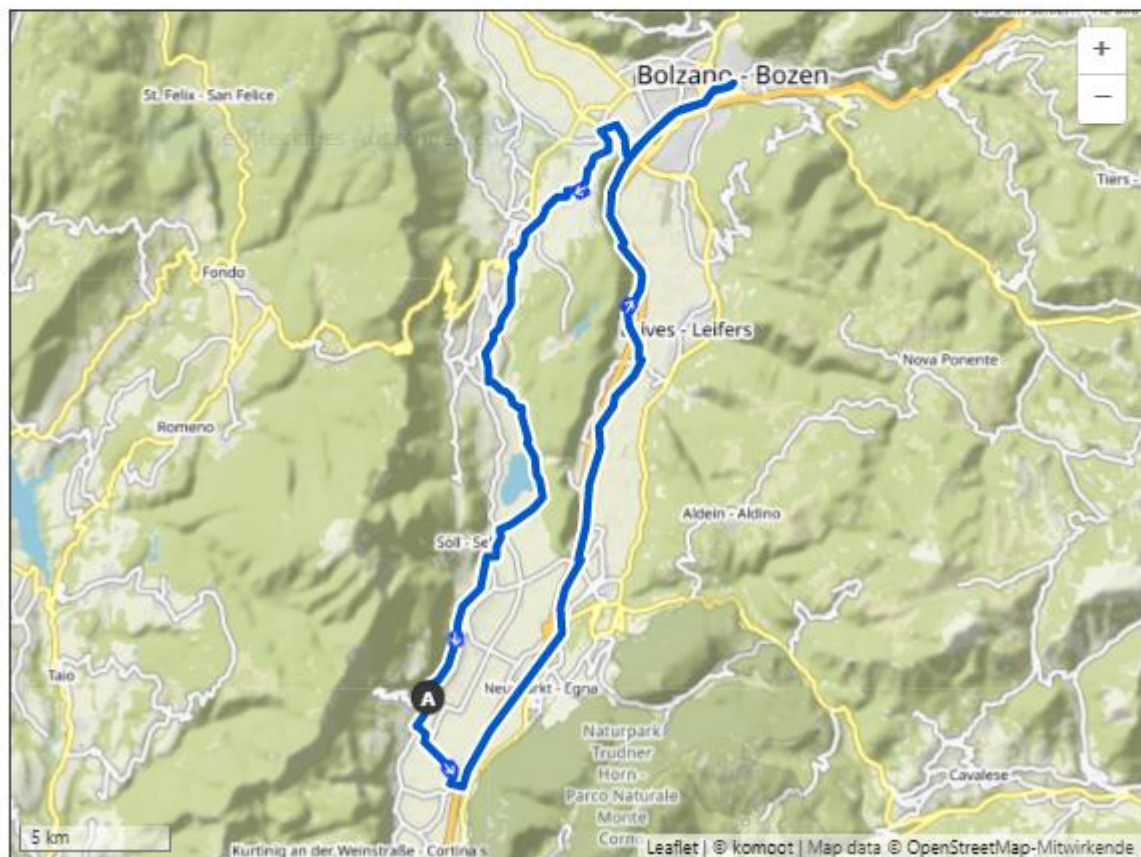 Bolzano - Bozen
St. Felix - San Felice
Tiers -
Fondo
Leifers
Nova Ponente
Romeno
Aldein - Aldino
Soll - Se
Taio
A
Neumarkt - Egna
Naturpark
Trudner
Horn -
Parco Naturale
Monte
Corno
Cavalese
5 km
Kurtinig an der Weinstraße - Cortina s
Leaflet | © komoot | Map data © OpenStreetMap-Mitwirkende
+
−